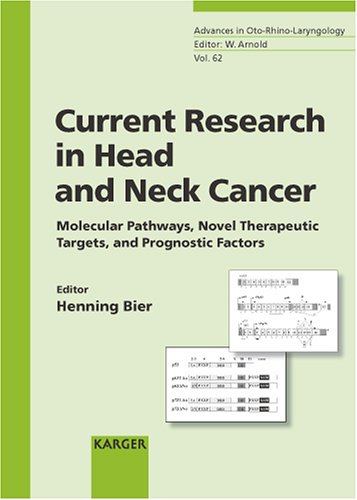 Advances in Oto-Rhino-Laryngology
Editor: W. Arnold
Vol. 62
Current Research
in Head
and Neck Cancer
Molecular Pathways, Novel Therapeutic
Targets, and Prognostic Factors
Editor
Henning Bier
KARGER